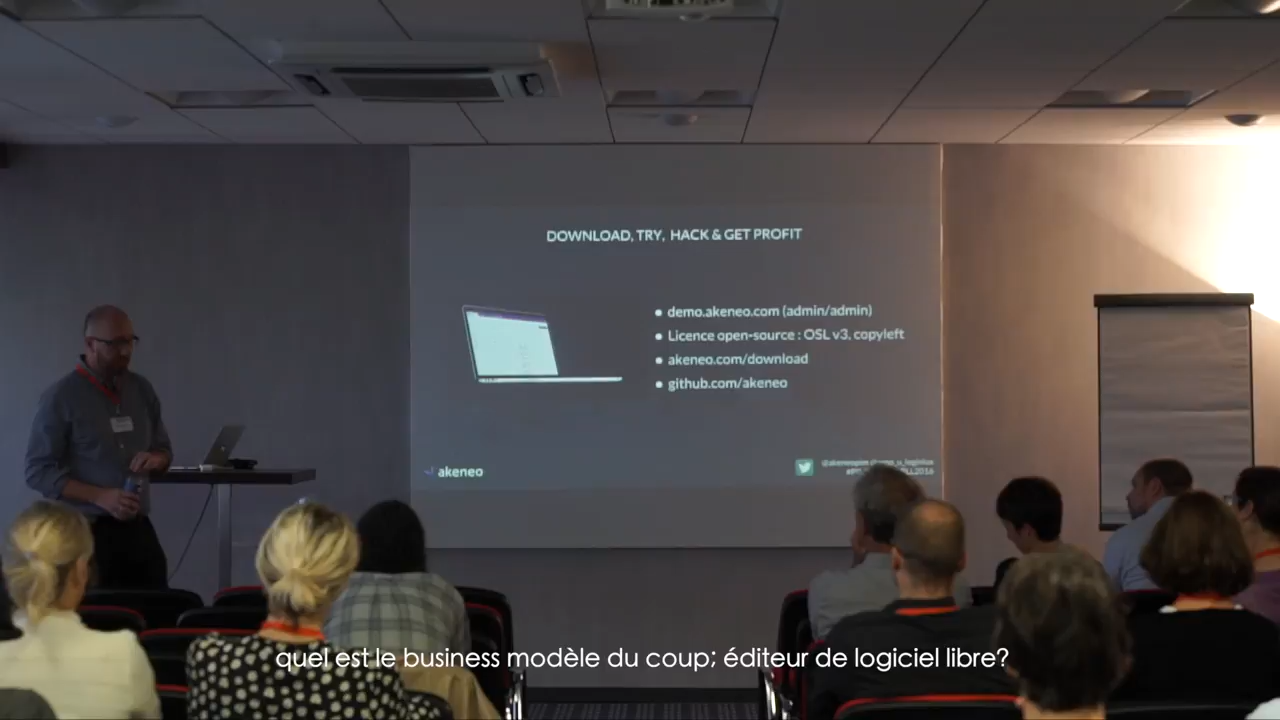 DOWNLOAD, TRY, HACK & GET PROFIT
demo.akeneo.com (admin/admin)
Licence open-source : OSL v3, copyleft
akeneo.com/download
github.com/akeneo
akeneo
quel est le business modèle du coup; éditeur de logiciel libre?